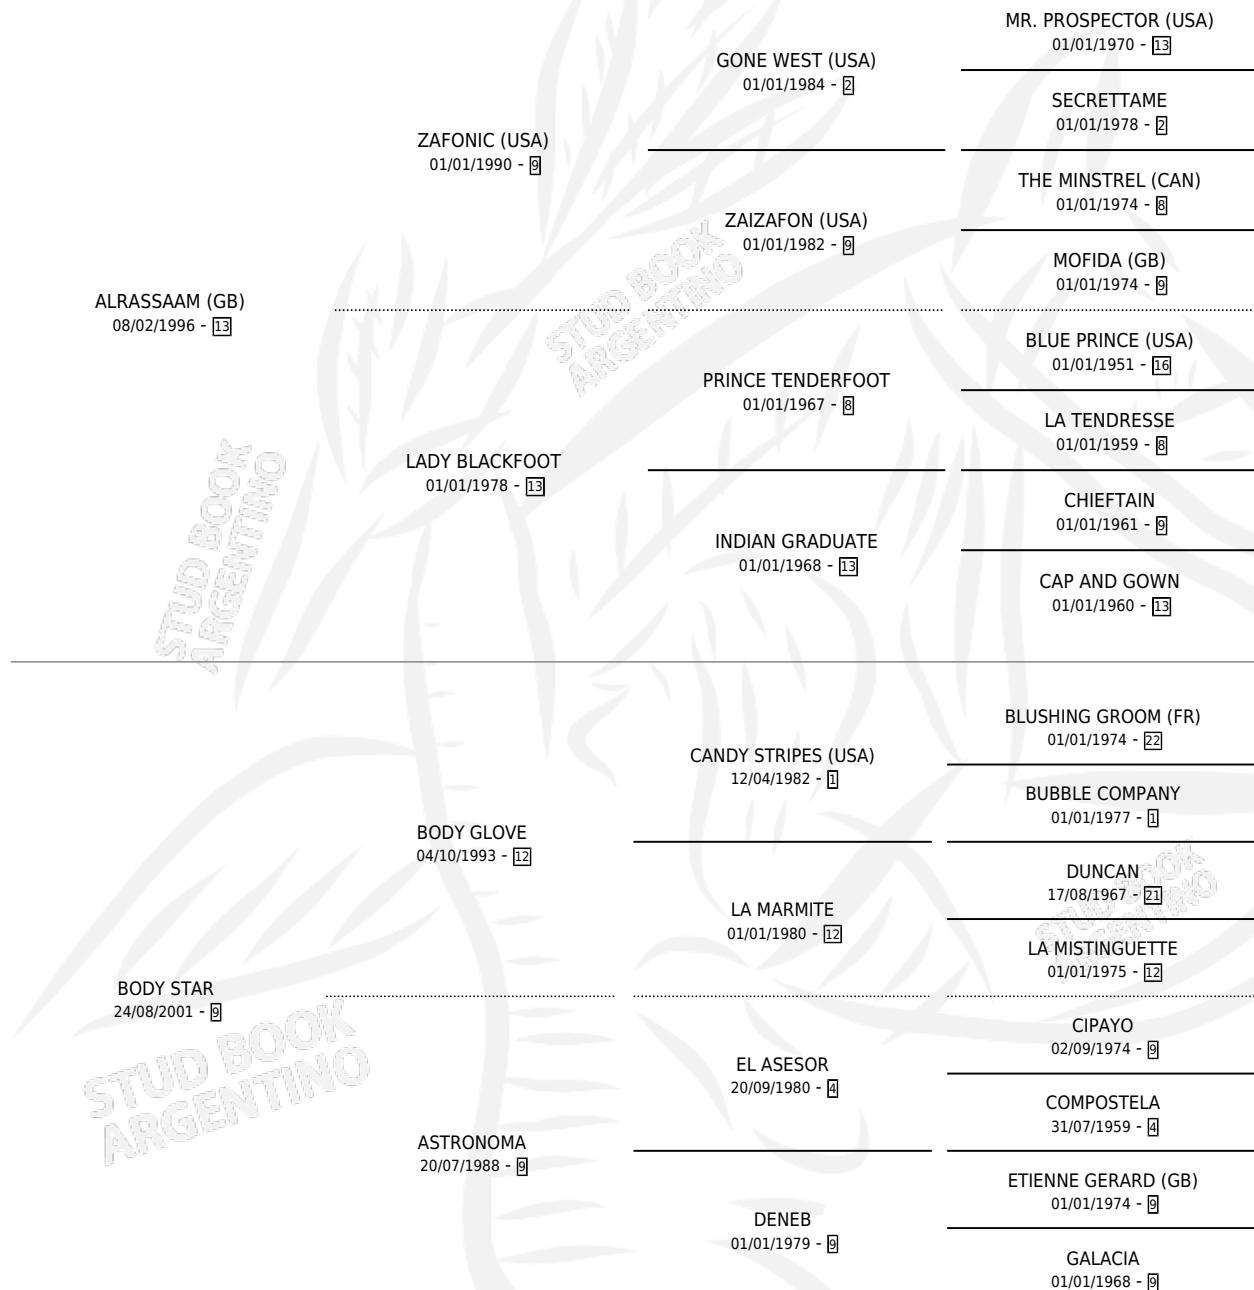 MR. PROSPECTOR (USA)
01/01/1970 - 13
GONE WEST (USA)
01/01/1984 - 2
SECRETTAME
01/01/1978 - 2
ZAFONIC (USA)
01/01/1990 - 9
THE MINSTREL (CAN)
01/01/1974 - 8
ZAIZAFON (USA)
01/01/1982 - 9
MOFIDA (GB)
01/01/1974 - 9
ALRASSAAM (GB)
08/02/1996 - 13
BLUE PRINCE (USA)
01/01/1951 - 16
PRINCE TENDERFOOT
01/01/1967 - 8
LA TENDRESSE
01/01/1959 - 8
LADY BLACKFOOT
01/01/1978 - 13
CHIEFTAIN
01/01/1961 - 9
INDIAN GRADUATE
01/01/1968 - 13
CAP AND GOWN
01/01/1960 - 13
BLUSHING GROOM (FR)
01/01/1974 - 22
CANDY STRIPES (USA)
12/04/1982 - 1
BUBBLE COMPANY
01/01/1977 - 1
BODY GLOVE
04/10/1993 - 12
DUNCAN
17/08/1967 - 21
LA MARMITE
01/01/1980 - 12
LA MISTINGUETTE
01/01/1975 - 12
BODY STAR
24/08/2001 - 9
CIPAYO
02/09/1974 - 9
EL ASESOR
20/09/1980 - 4
COMPOSTELA
31/07/1959 - 4
ASTRONOMA
20/07/1988 - 9
ETIENNE GERARD (GB)
01/01/1974 - 9
DENEB
01/01/1979 - 9
GALACIA
01/01/1968 - 9
STUD BOOK
ARGENTINO
STUD BOOK
ARGENTINO
STUD BOOK
ARGENTINO
STUD BOOK
ARGENTINO